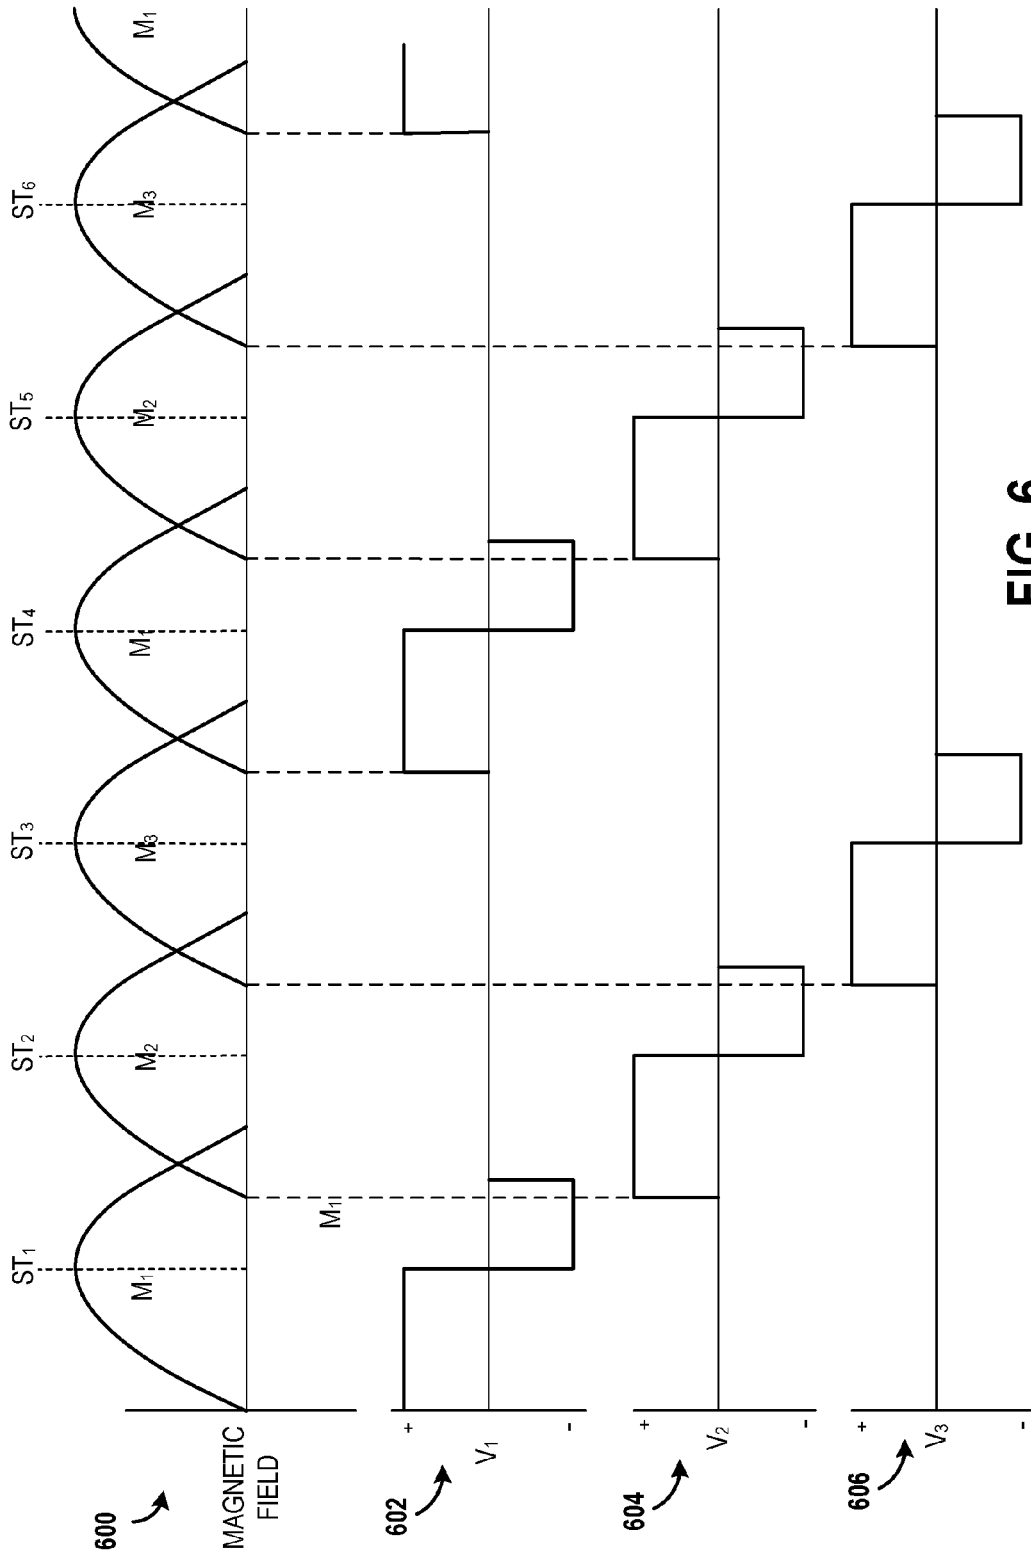 600
MAGNETIC
FIELD
ST1 ST2 ST3 ST4 ST5 ST6
M1 M2 M3 M1 M2 M3 M1
M1
602
+
V1
-
604
+
V2
-
606
+
V3
-
FIG. 6